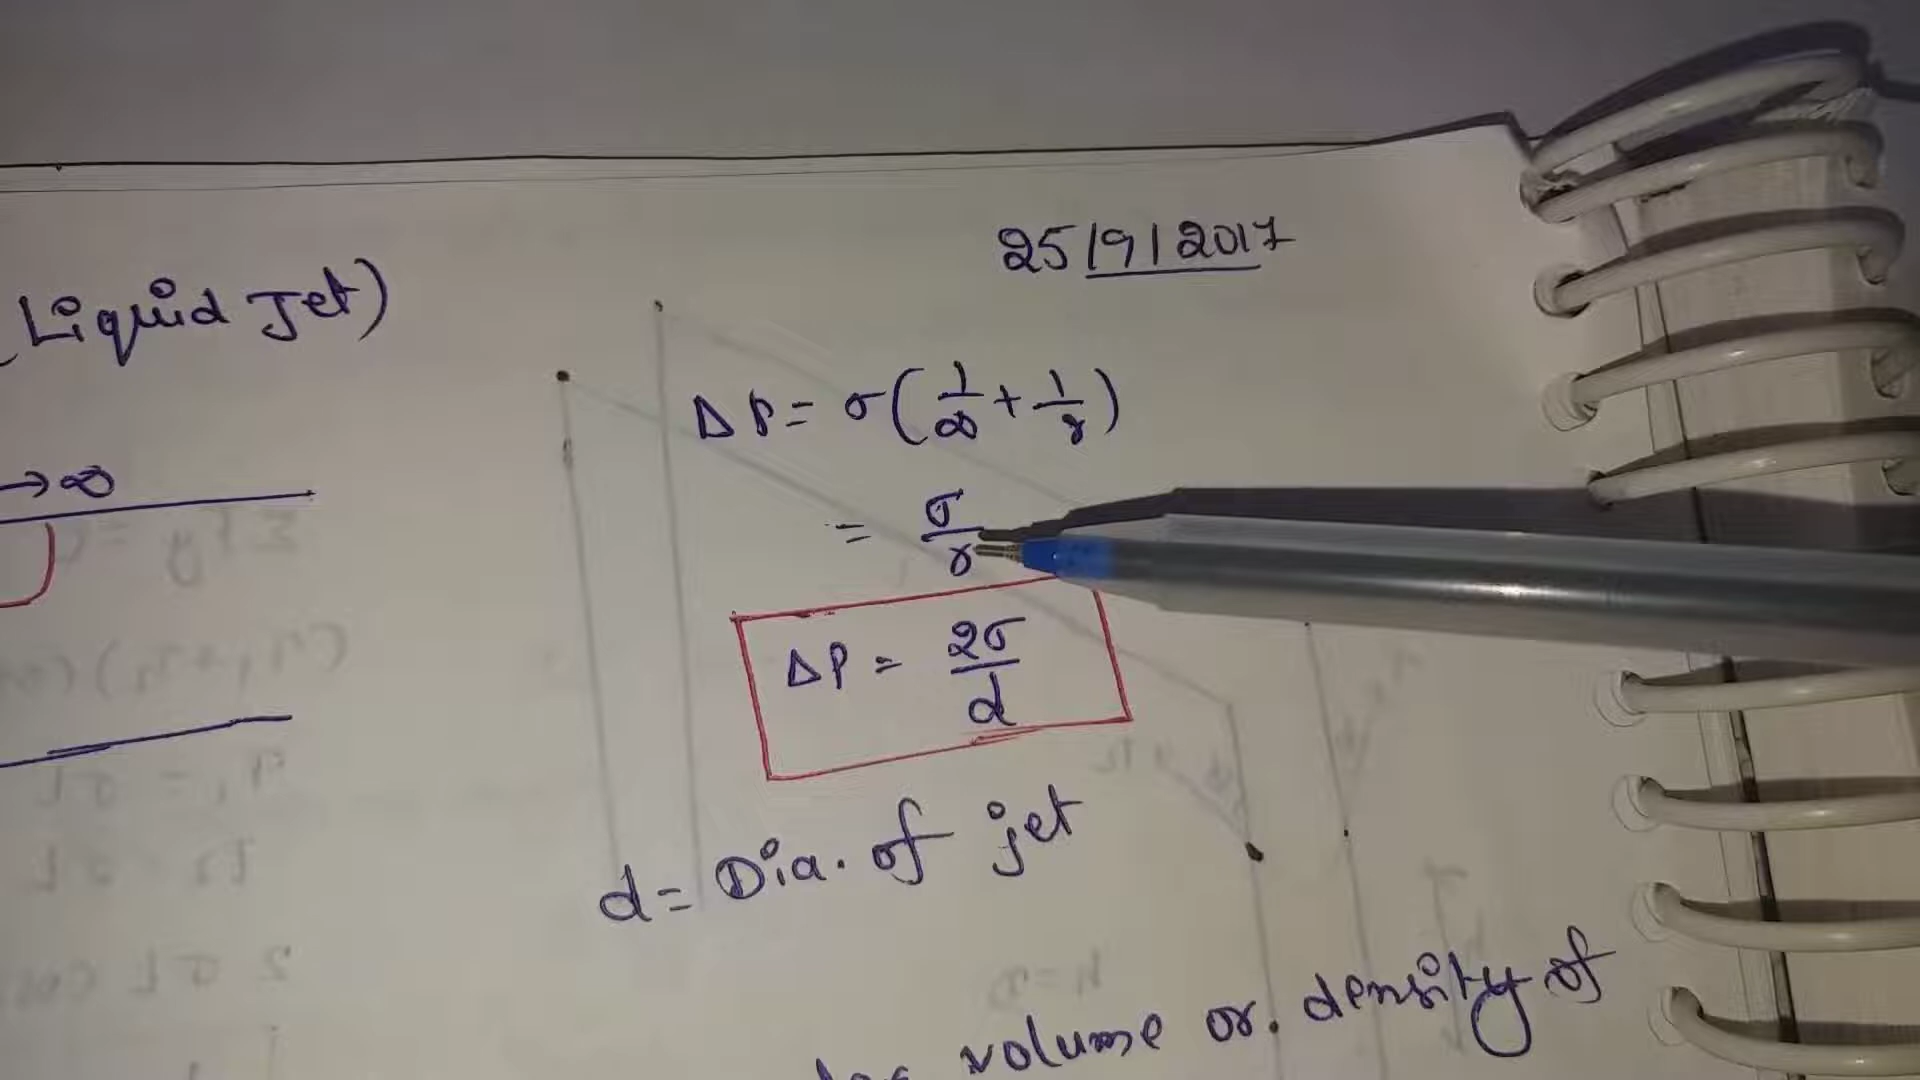 25/9/2017
(Liquid Jet)
ΔP = σ(1/∞ + 1/r)
→∞
= σ/r
ΔP = 2σ/d
d = Dia. of jet
volume or. density of